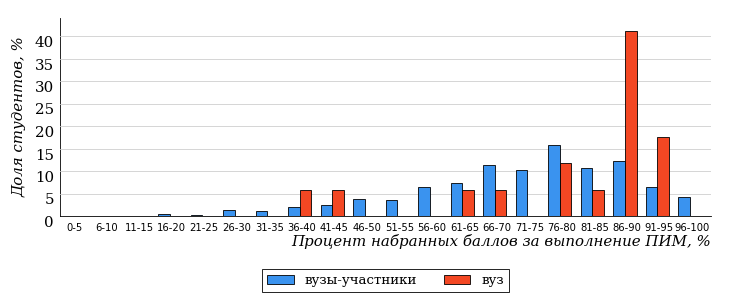 Доля студентов, %
40
35
30
25
20
15
10
5
0
0-5 6-10 11-15 16-20 21-25 26-30 31-35 36-40 41-45 46-50 51-55 56-60 61-65 66-70 71-75 76-80 81-85 86-90 91-95 96-100
Процент набранных баллов за выполнение ПИМ, %
вузы-участники вуз